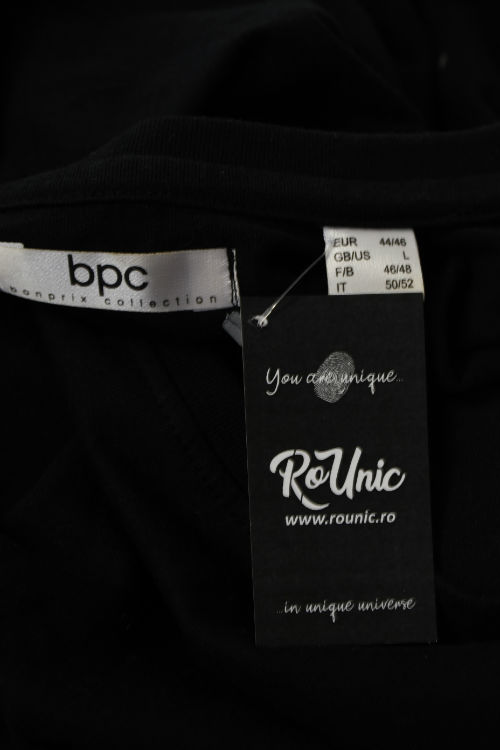 bpc
bonprix collection
EUR 44/46
GB/US L
F/B 46/48
IT 50/52
You are unique...
RoUnic
www.rounic.ro
...in unique universe